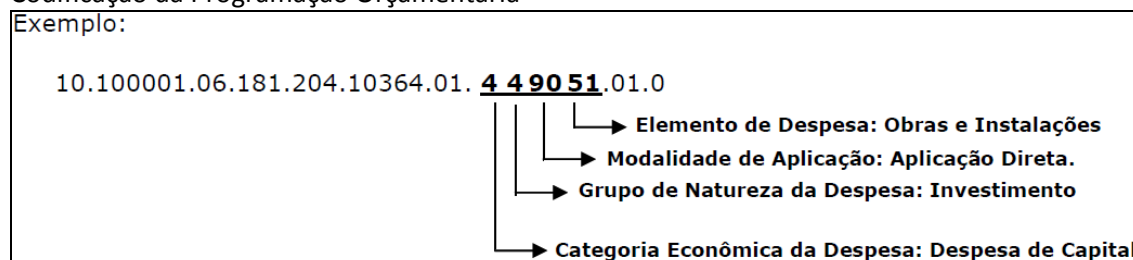 Codificação da Programação Orçamentária
Exemplo:
10.100001.06.181.204.10364.01. 4 4 90 51.01.0
Elemento de Despesa: Obras e Instalações
Modalidade de Aplicação: Aplicação Direta.
Grupo de Natureza da Despesa: Investimento
Categoria Econômica da Despesa: Despesa de Capital